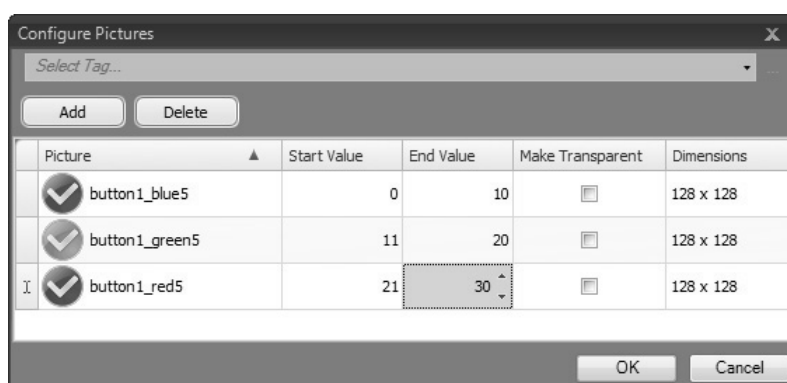 Configure Pictures
Select Tag...
Add Delete
Picture Start Value End Value Make Transparent Dimensions
button1_blue5 0 10 128 x 128
button1_green5 11 20 128 x 128
button1_red5 21 30 128 x 128
OK Cancel